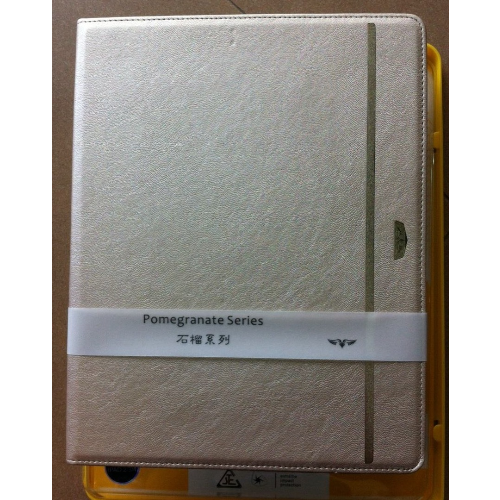 Pomegranate Series
石榴系列